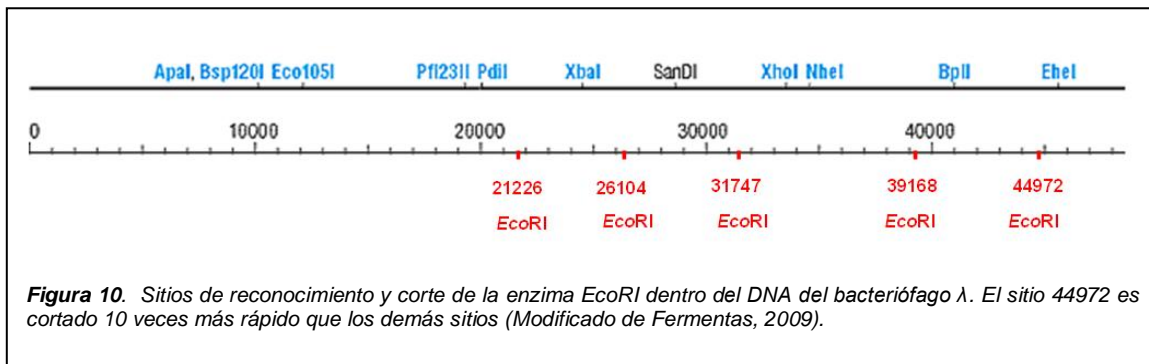 ApaI, Bsp120I Eco105I Pfl23II PdiI XbaI SanDI XhoI NheI BplI EheI
0 10000 20000 30000 40000
21226 26104 31747 39168 44972
EcoRI EcoRI EcoRI EcoRI EcoRI
Figura 10. Sitios de reconocimiento y corte de la enzima EcoRI dentro del DNA del bacteriófago λ. El sitio 44972 es
cortado 10 veces más rápido que los demás sitios (Modificado de Fermentas, 2009).